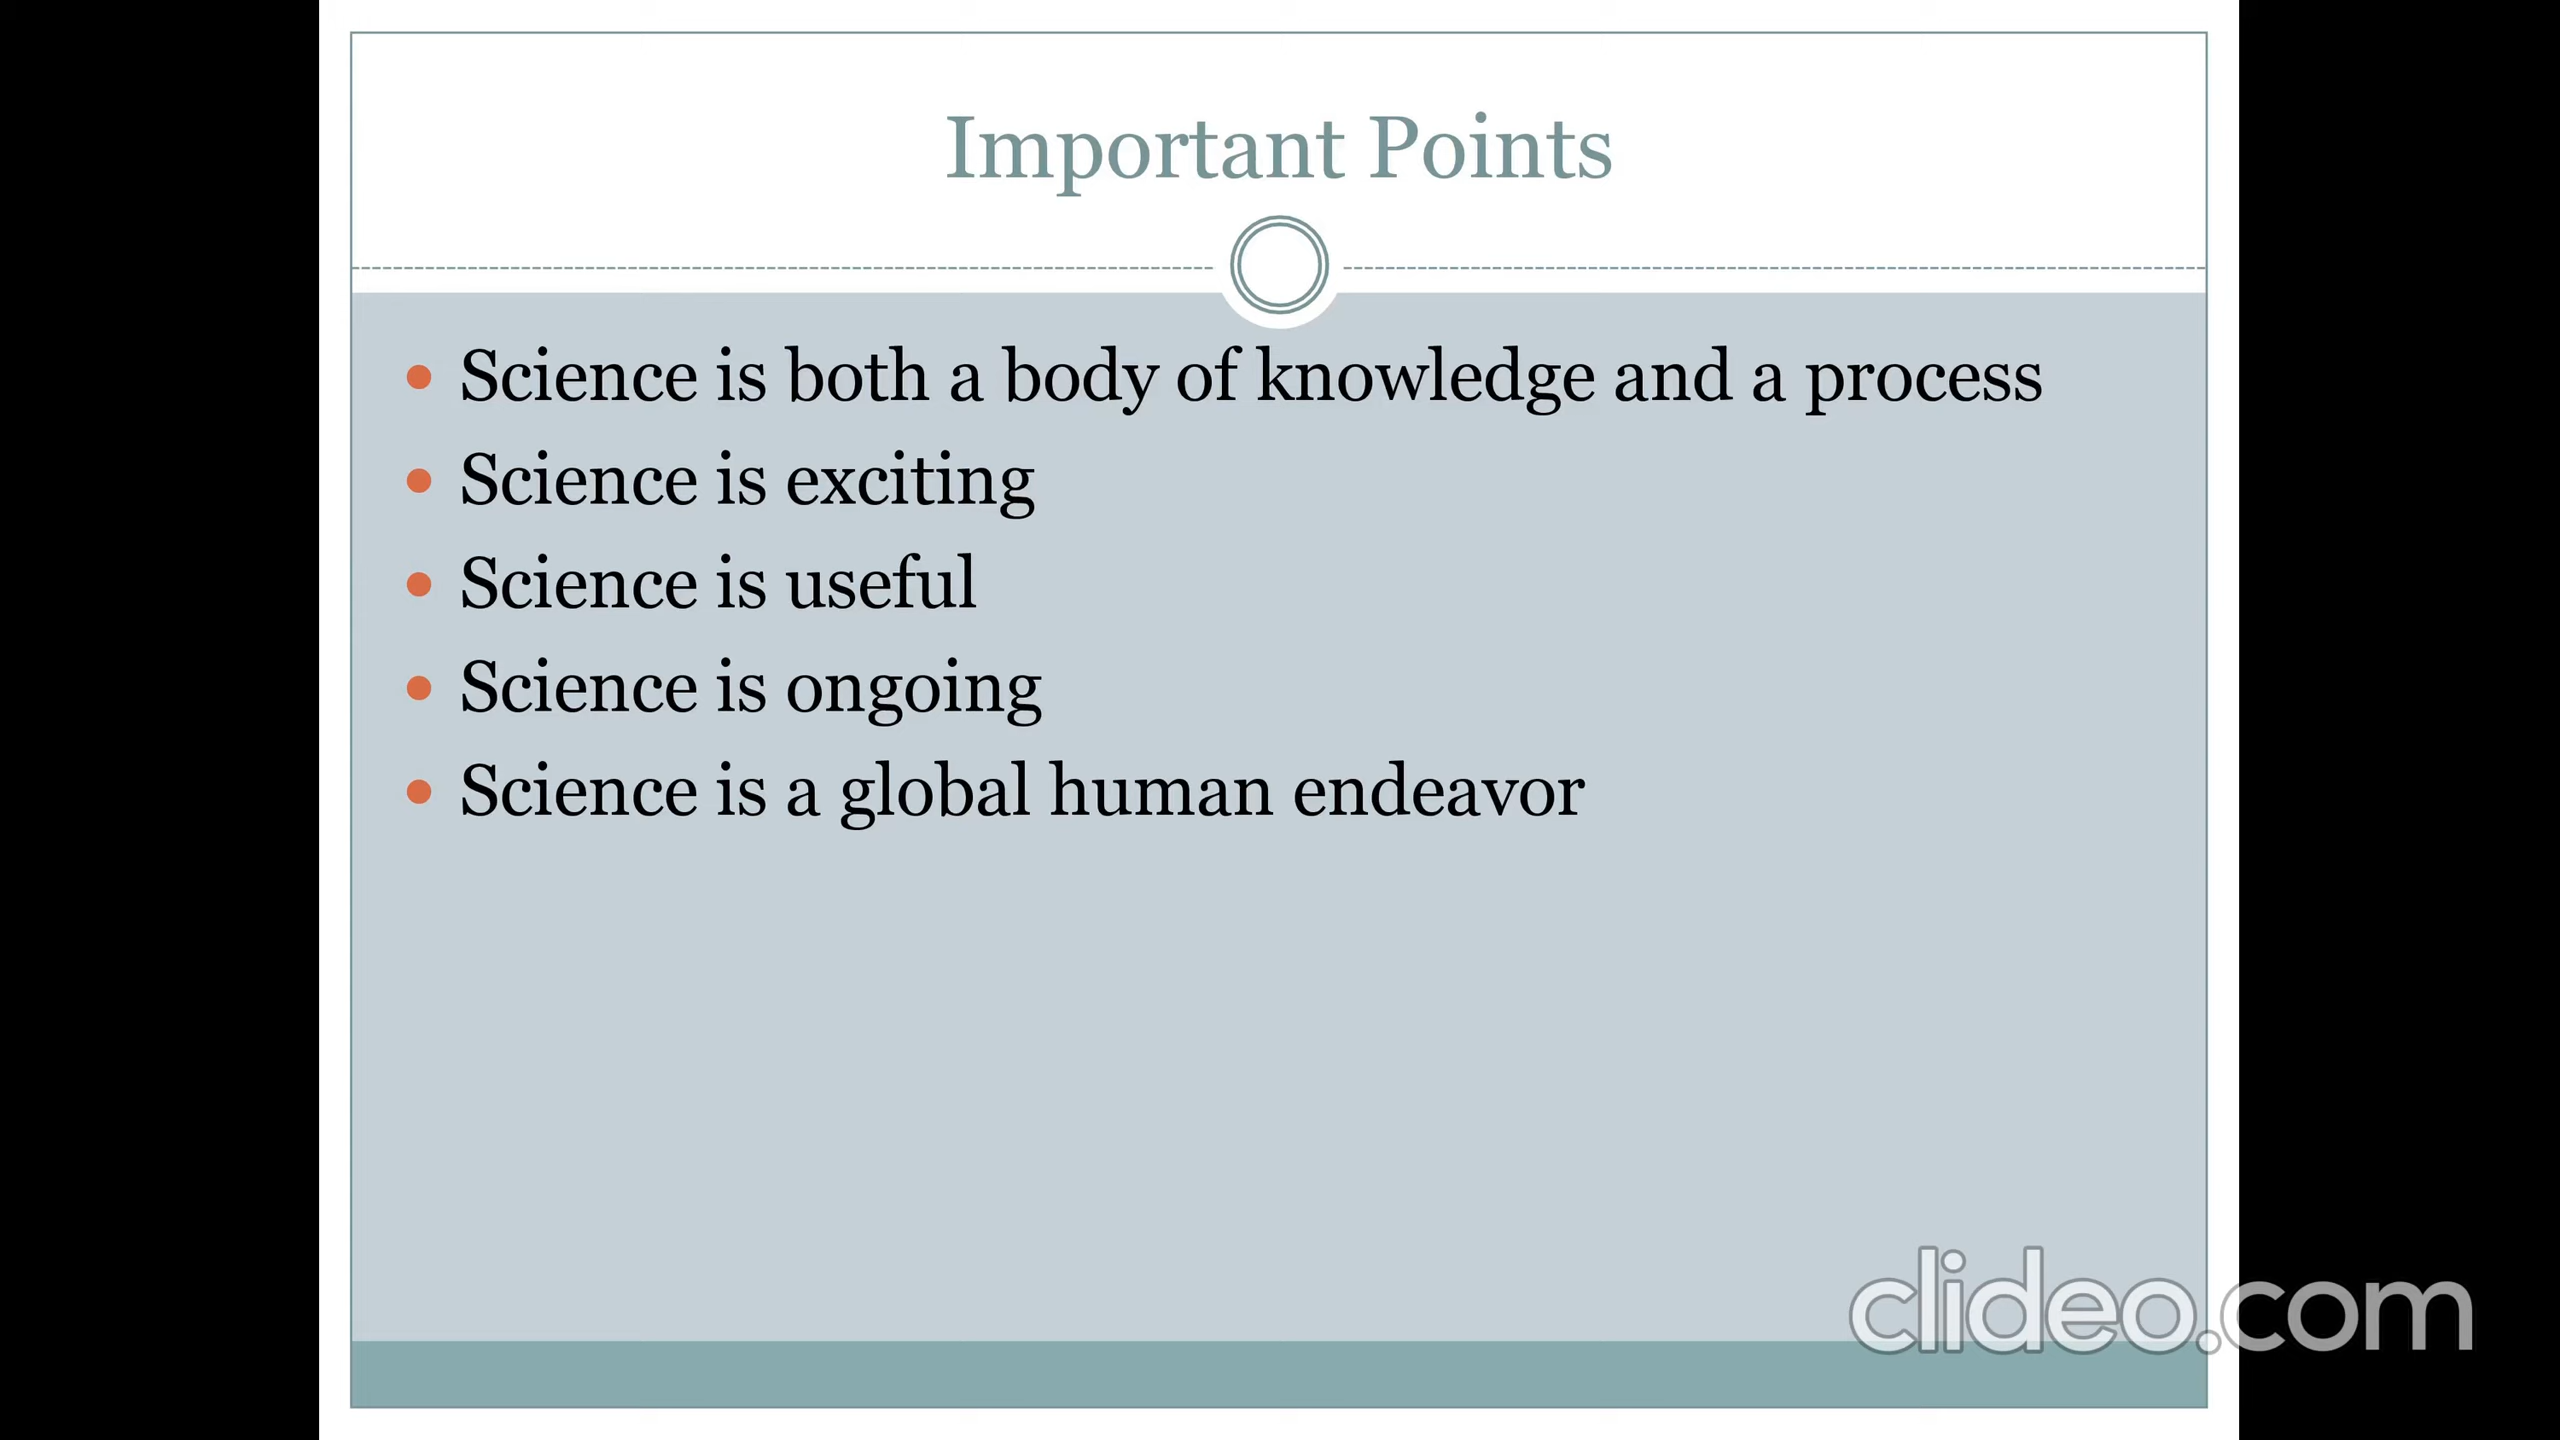 Important Points
Science is both a body of knowledge and a process
Science is exciting
Science is useful
Science is ongoing
Science is a global human endeavor
clideo.com